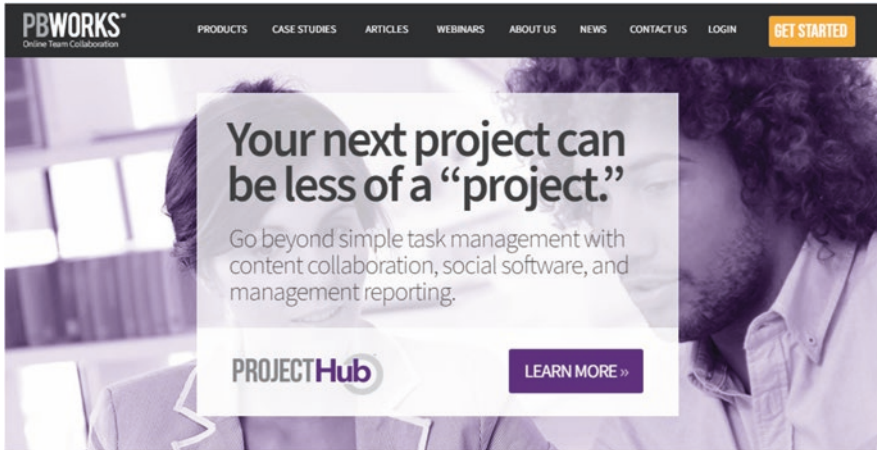 PBWORKS
Online Team Collaboration
PRODUCTS CASE STUDIES ARTICLES WEBINARS ABOUT US NEWS CONTACT US LOGIN GET STARTED
Your next project can
be less of a “project.”
Go beyond simple task management with
content collaboration, social software, and
management reporting.
PROJECTHub LEARN MORE »